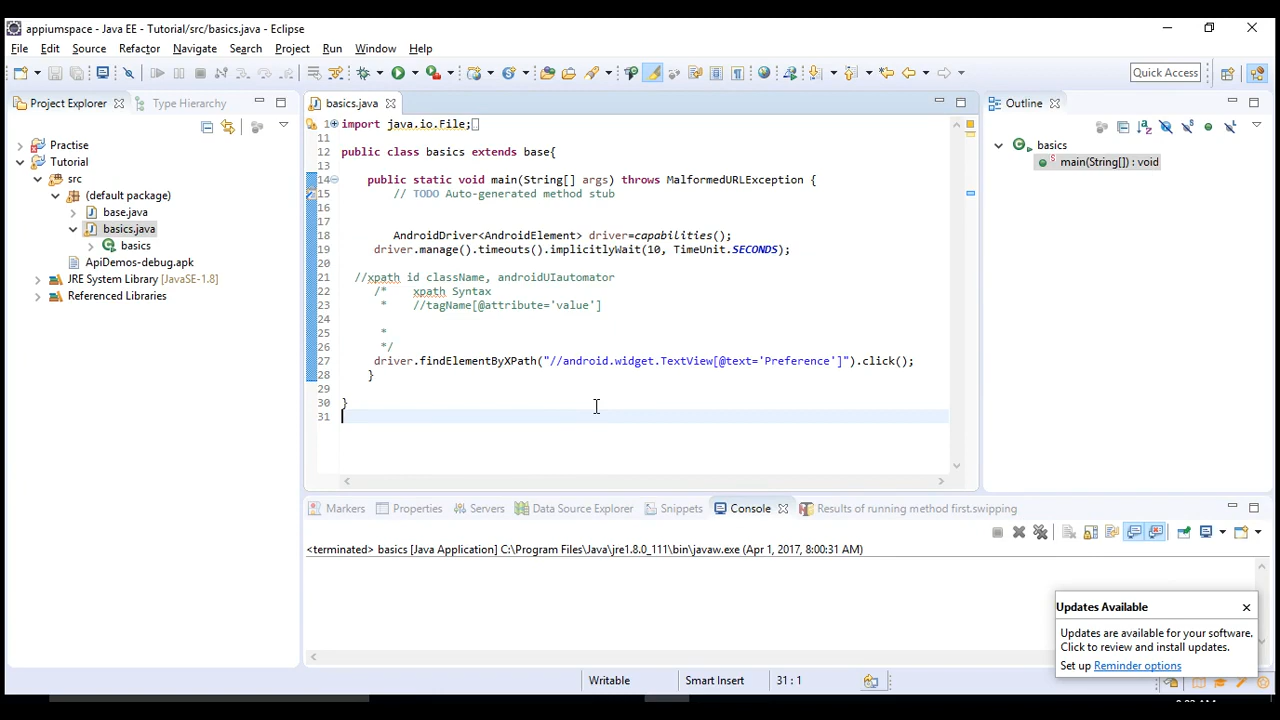 appiumspace - Java EE - Tutorial/src/basics.java - Eclipse
File Edit Source Refactor Navigate Search Project Run Window Help
Quick Access
Project Explorer Type Hierarchy
Practise
Tutorial
src
(default package)
base.java
basics.java
basics
ApiDemos-debug.apk
JRE System Library [JavaSE-1.8]
Referenced Libraries
basics.java
1 import java.io.File;
11
12 public class basics extends base{
13
14 public static void main(String[] args) throws MalformedURLException {
15 // TODO Auto-generated method stub
16
17
18 AndroidDriver<AndroidElement> driver=capabilities();
19 driver.manage().timeouts().implicitlyWait(10, TimeUnit.SECONDS);
20
21 //xpath id className, androidUIautomator
22 /* xpath Syntax
23 * //tagName[@attribute='value']
24
25 *
26 */
27 driver.findElementByXPath("//android.widget.TextView[@text='Preference']").click();
28 }
29
30 }
31
Outline
basics
main(String[]) : void
Markers Properties Servers Data Source Explorer Snippets Console Results of running method first.swipping
<terminated> basics [Java Application] C:\Program Files\Java\jre1.8.0_111\bin\javaw.exe (Apr 1, 2017, 8:00:31 AM)
Updates Available
Updates are available for your software.
Click to review and install updates.
Set up Reminder options
Writable Smart Insert 31 : 1